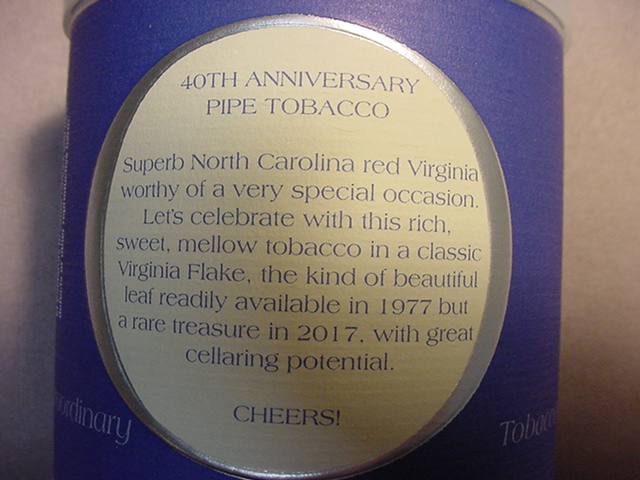 40TH ANNIVERSARY
PIPE TOBACCO
Superb North Carolina red Virginia
worthy of a very special occasion.
Let's celebrate with this rich,
sweet, mellow tobacco in a classic
Virginia Flake, the kind of beautiful
leaf readily available in 1977 but
a rare treasure in 2017, with great
cellaring potential.
CHEERS!